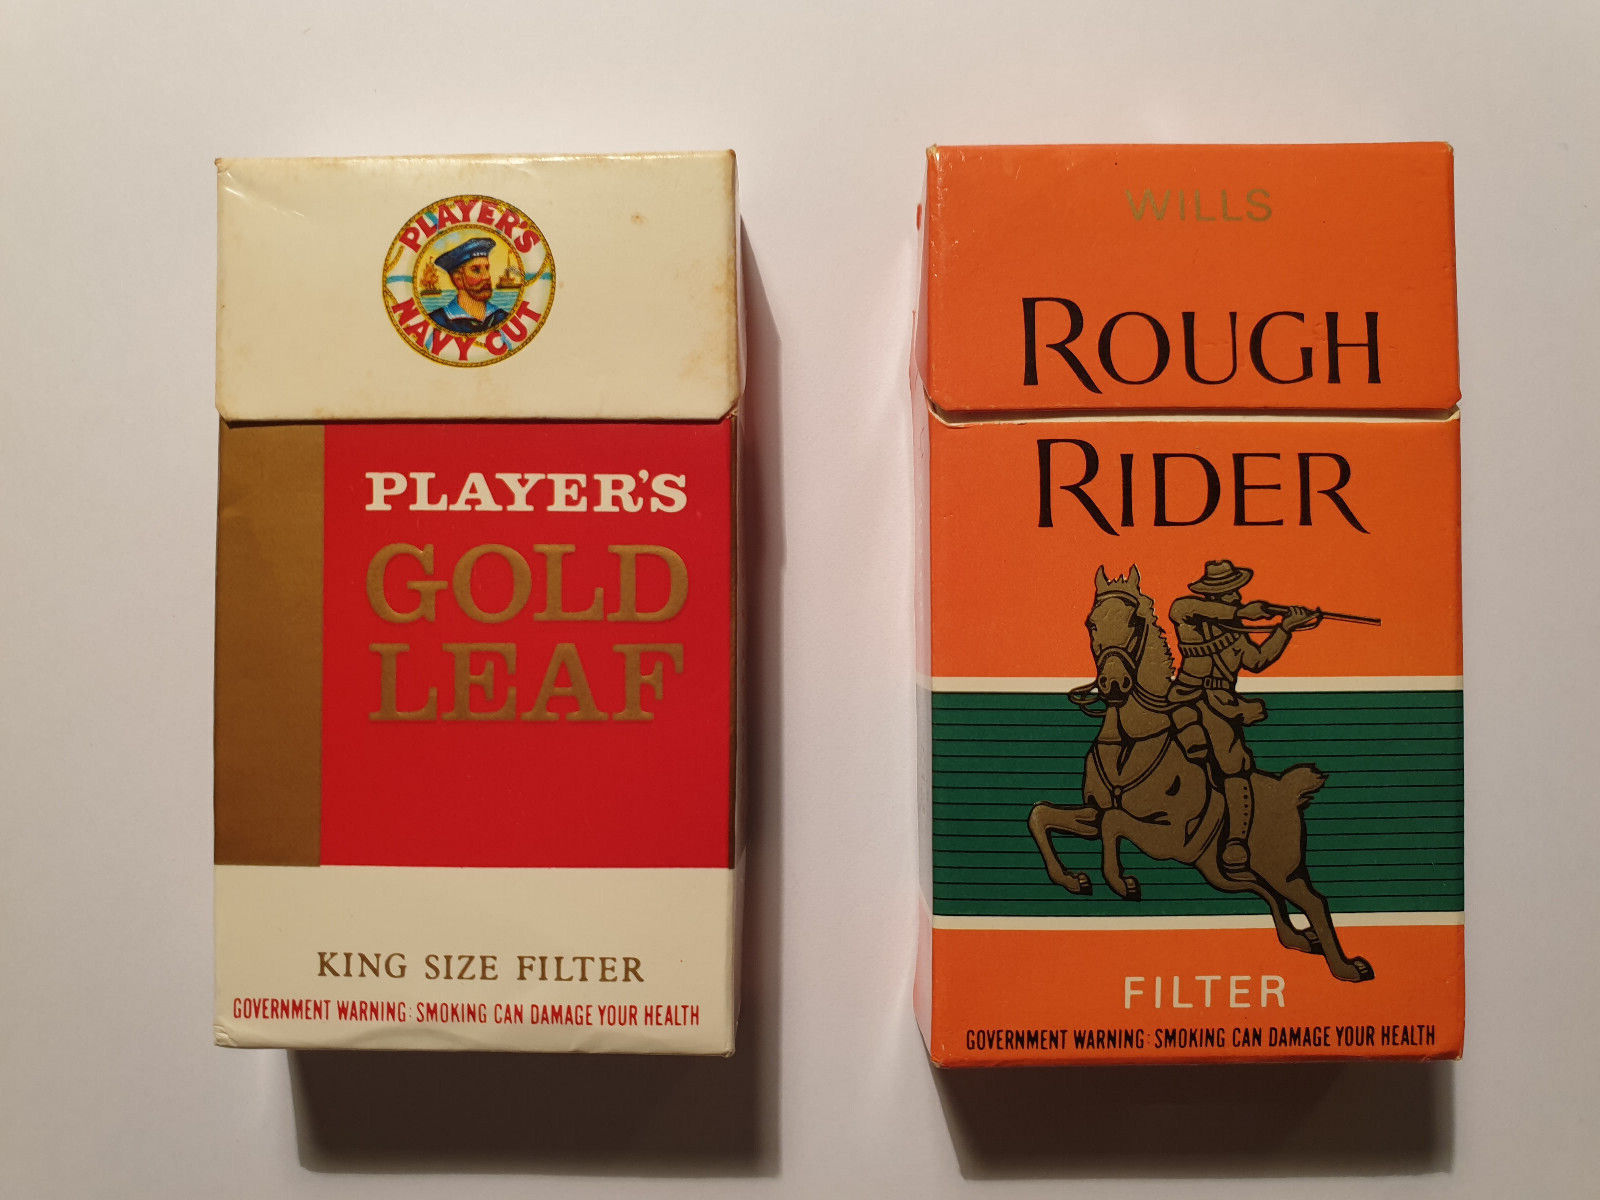 PLAYER'S
NAVY CUT
PLAYER'S
GOLD
LEAF
KING SIZE FILTER
GOVERNMENT WARNING: SMOKING CAN DAMAGE YOUR HEALTH
WILLS
ROUGH
RIDER
FILTER
GOVERNMENT WARNING: SMOKING CAN DAMAGE YOUR HEALTH